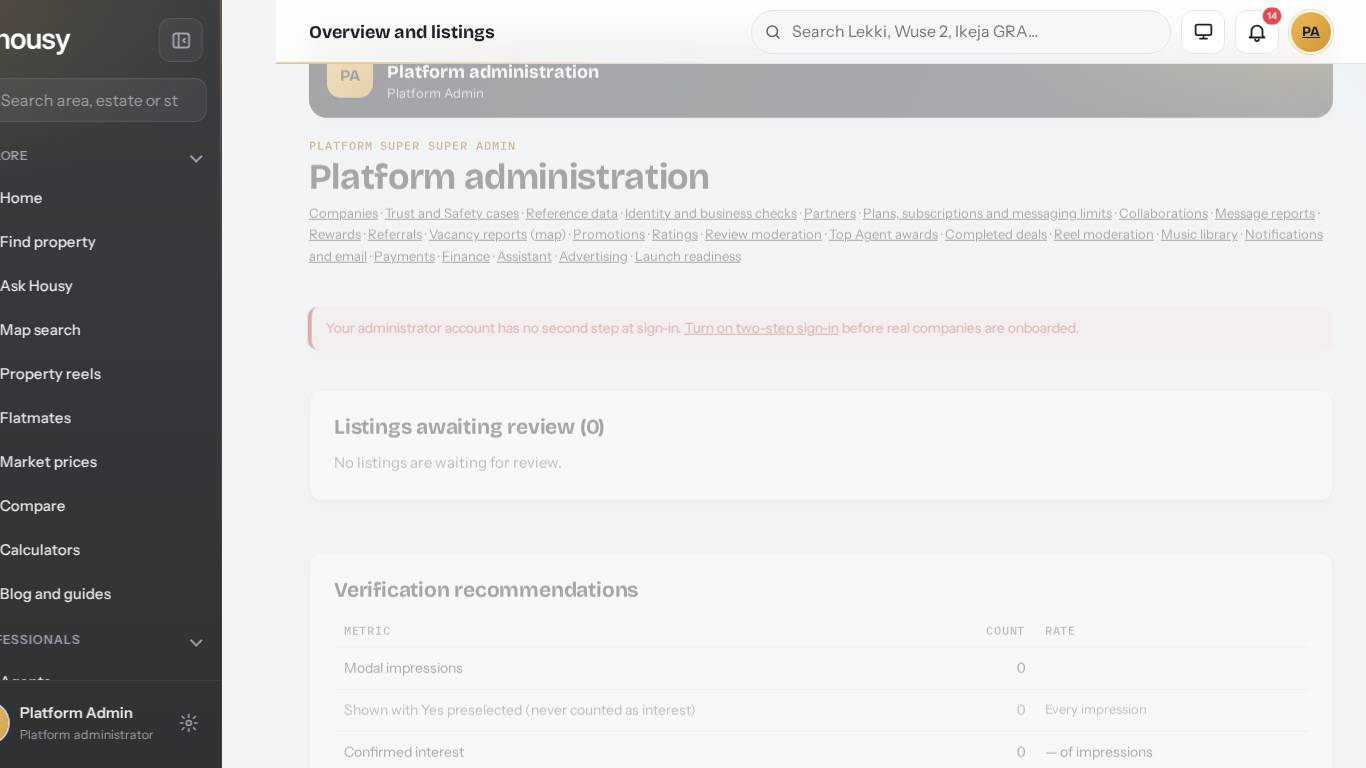 housy
Search area, estate or st
ORE
Home
Find property
Ask Housy
Map search
Property reels
Flatmates
Market prices
Compare
Calculators
Blog and guides
FESSIONALS
Agents
Platform Admin
Platform administrator
Overview and listings
Search Lekki, Wuse 2, Ikeja GRA...
14
PA
PA
Platform administration
Platform Admin
PLATFORM SUPER SUPER ADMIN
Platform administration
Companies · Trust and Safety cases · Reference data · Identity and business checks · Partners · Plans, subscriptions and messaging limits · Collaborations · Message reports ·
Rewards · Referrals · Vacancy reports (map) · Promotions · Ratings · Review moderation · Top Agent awards · Completed deals · Reel moderation · Music library · Notifications
and email · Payments · Finance · Assistant · Advertising · Launch readiness
Your administrator account has no second step at sign-in. Turn on two-step sign-in before real companies are onboarded.
Listings awaiting review (0)
No listings are waiting for review.
Verification recommendations
METRIC COUNT RATE
Modal impressions 0
Shown with Yes preselected (never counted as interest) 0 Every impression
Confirmed interest 0 — of impressions